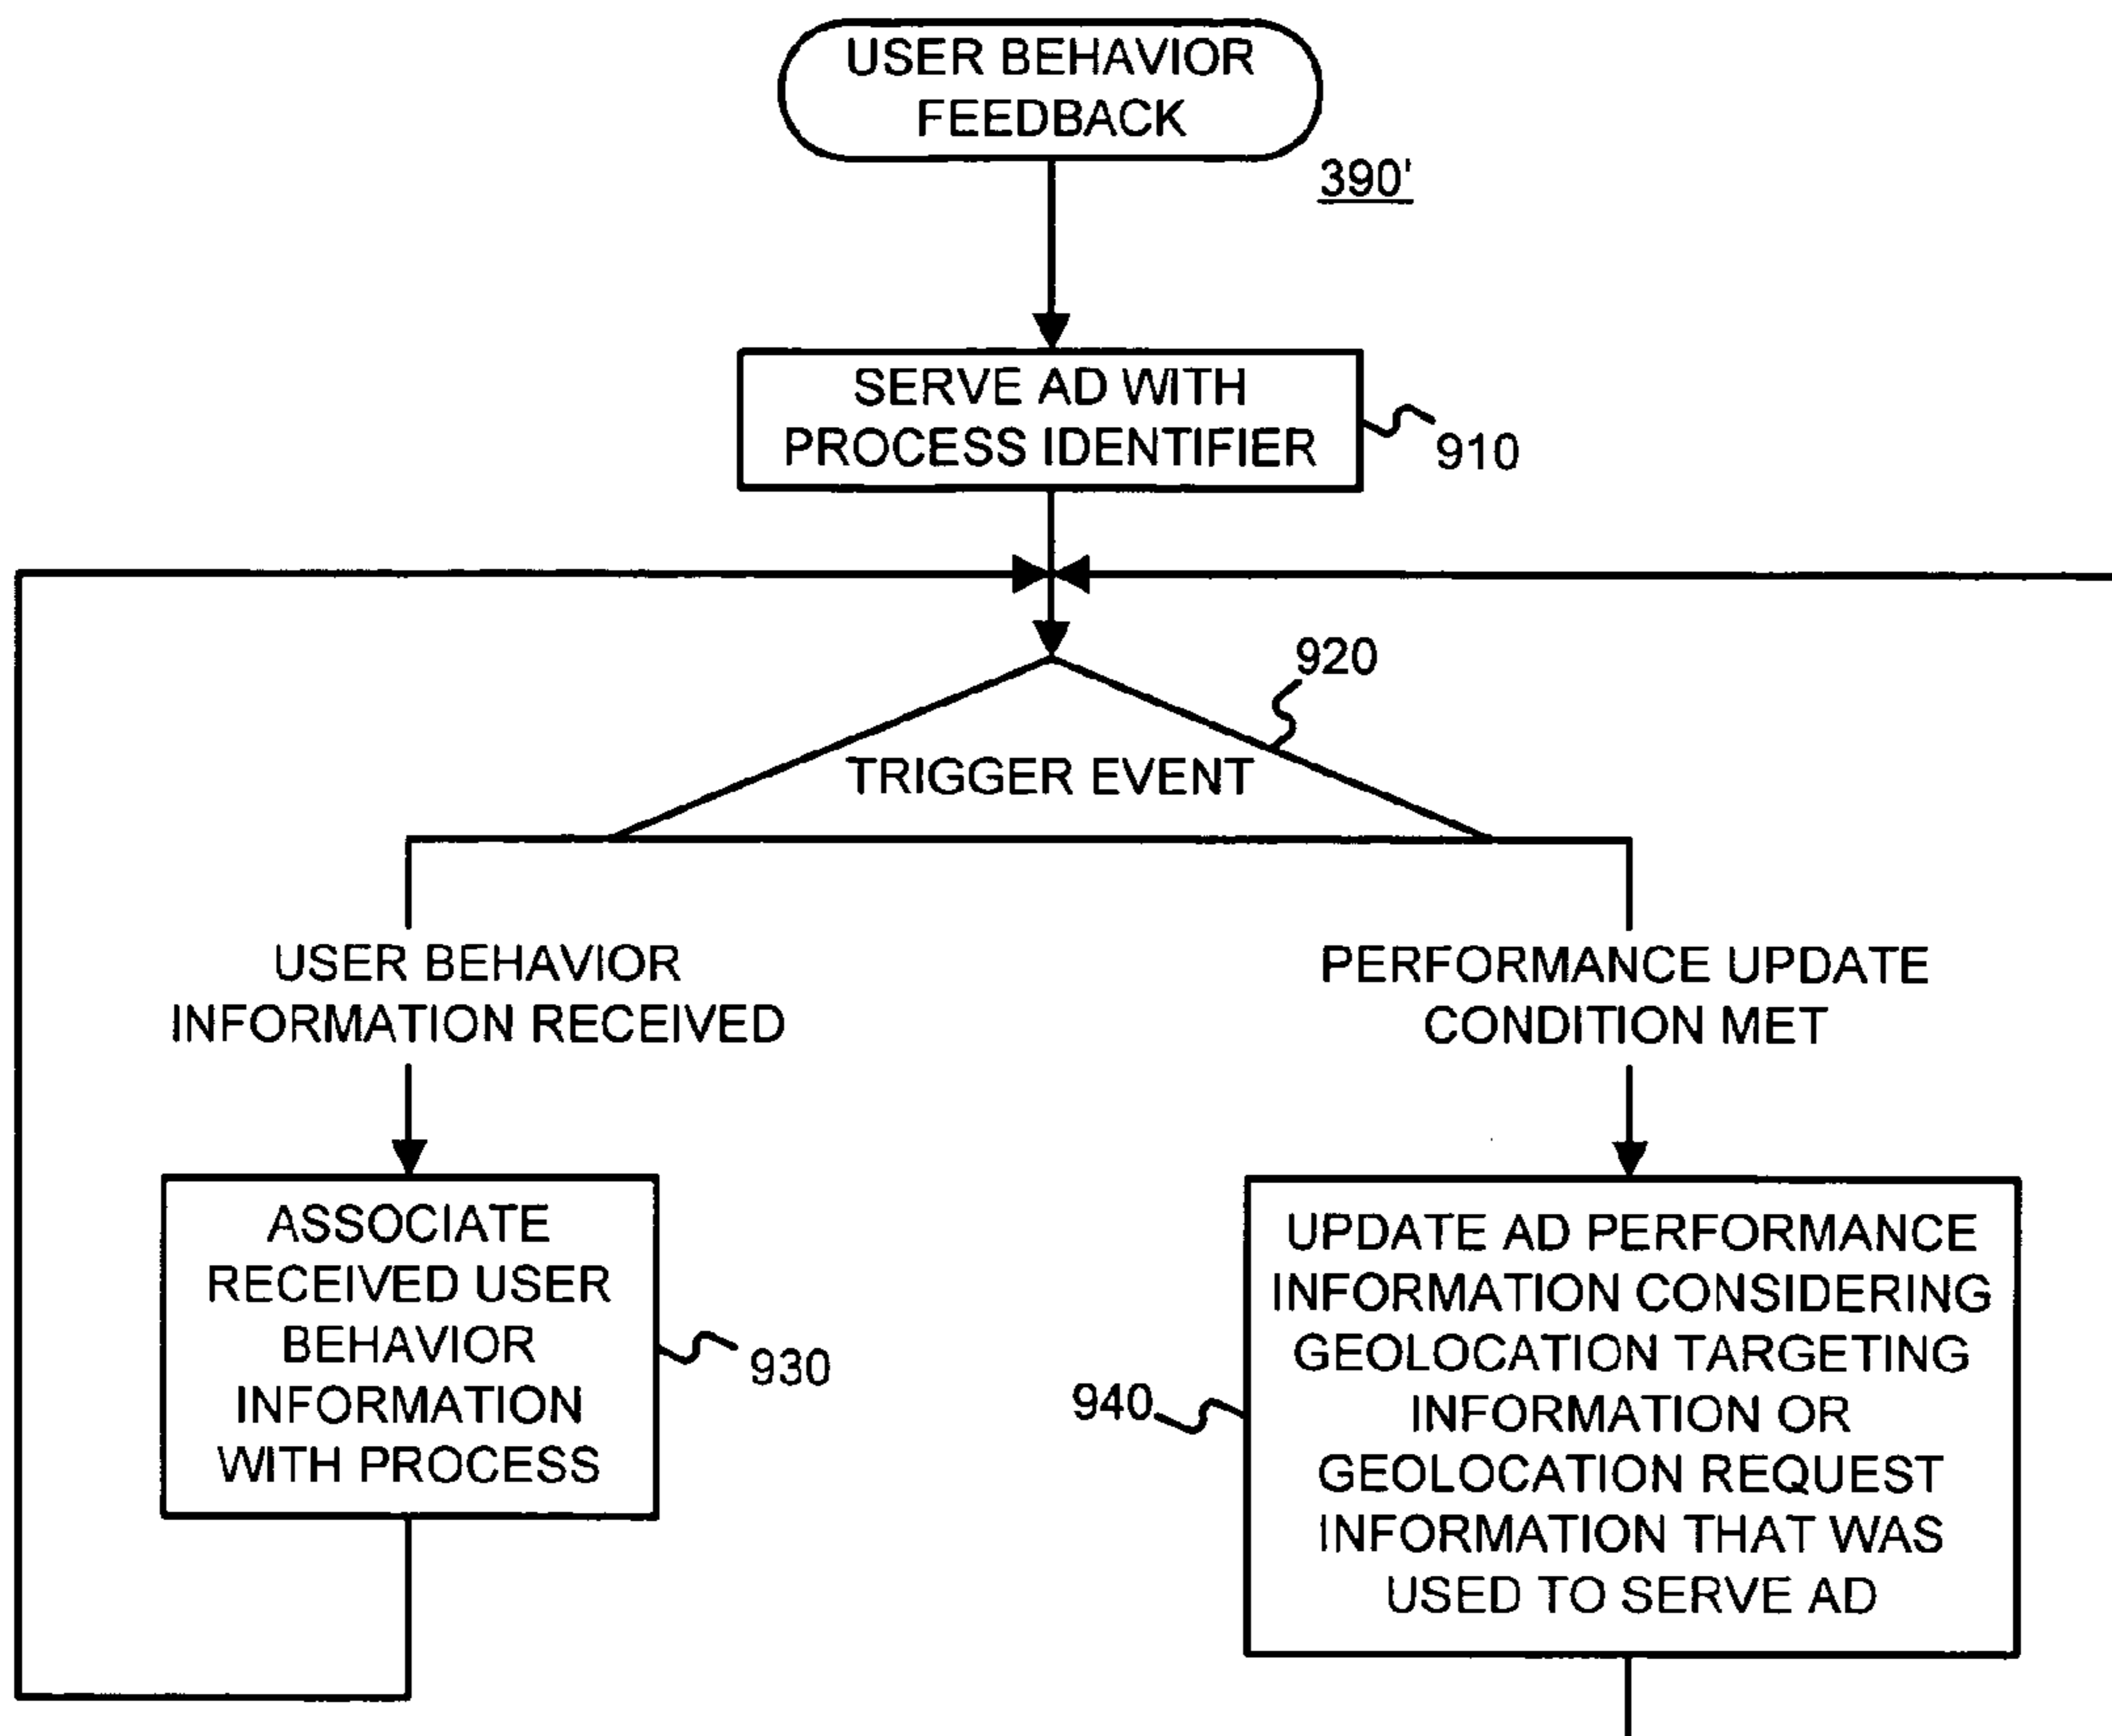 USER BEHAVIOR
FEEDBACK
390'
SERVE AD WITH
PROCESS IDENTIFIER
910
920
TRIGGER EVENT
USER BEHAVIOR
INFORMATION RECEIVED
PERFORMANCE UPDATE
CONDITION MET
ASSOCIATE
RECEIVED USER
BEHAVIOR
INFORMATION
WITH PROCESS
930
940
UPDATE AD PERFORMANCE
INFORMATION CONSIDERING
GEOLOCATION TARGETING
INFORMATION OR
GEOLOCATION REQUEST
INFORMATION THAT WAS
USED TO SERVE AD